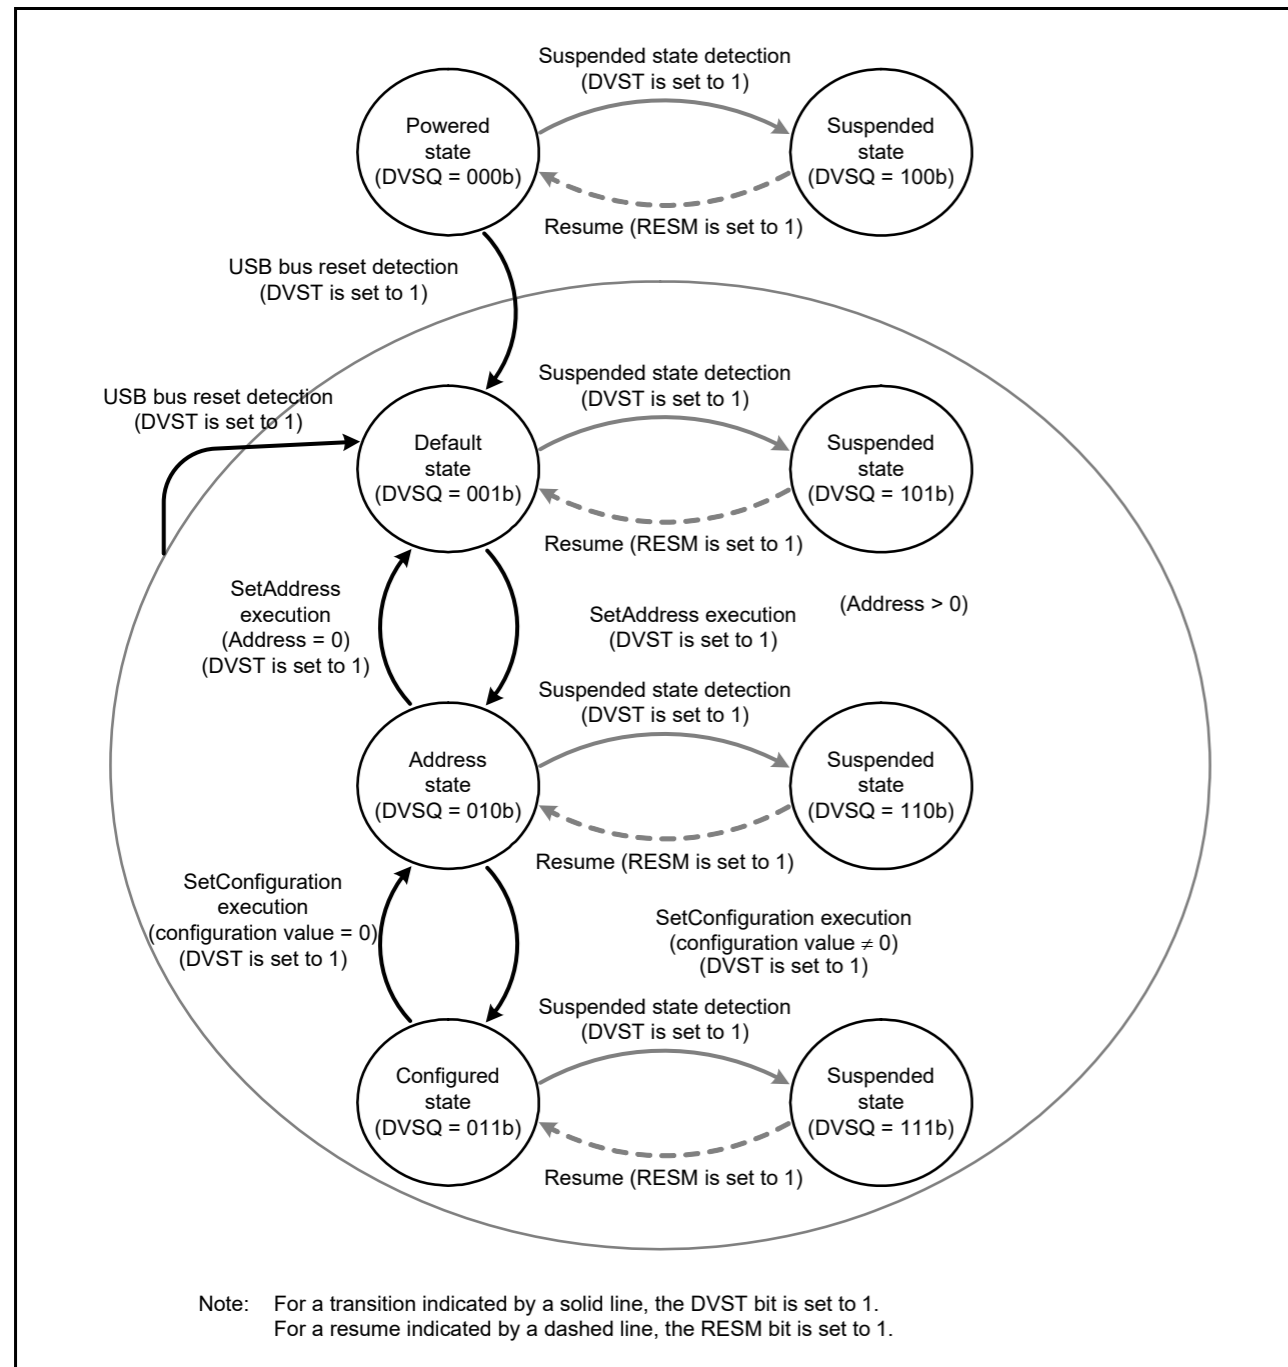 Suspended state detection
(DVST is set to 1)
Powered
state
(DVSQ = 000b)
Suspended
state
(DVSQ = 100b)
Resume (RESM is set to 1)
USB bus reset detection
(DVST is set to 1)
Suspended state detection
(DVST is set to 1)
USB bus reset detection
(DVST is set to 1)
Default
state
(DVSQ = 001b)
Suspended
state
(DVSQ = 101b)
Resume (RESM is set to 1)
SetAddress
execution
(Address = 0)
(DVST is set to 1)
SetAddress execution
(DVST is set to 1)
(Address > 0)
Suspended state detection
(DVST is set to 1)
Address
state
(DVSQ = 010b)
Suspended
state
(DVSQ = 110b)
Resume (RESM is set to 1)
SetConfiguration
execution
(configuration value = 0)
(DVST is set to 1)
SetConfiguration execution
(configuration value ≠ 0)
(DVST is set to 1)
Suspended state detection
(DVST is set to 1)
Configured
state
(DVSQ = 011b)
Suspended
state
(DVSQ = 111b)
Resume (RESM is set to 1)
Note: For a transition indicated by a solid line, the DVST bit is set to 1.
For a resume indicated by a dashed line, the RESM bit is set to 1.